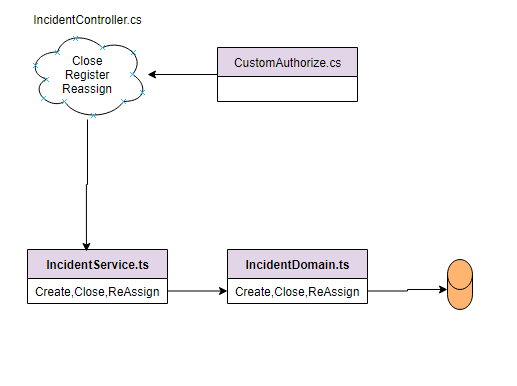 IncidentController.cs
Close
Register
Reassign
CustomAuthorize.cs
IncidentService.ts
Create,Close,ReAssign
IncidentDomain.ts
Create,Close,ReAssign